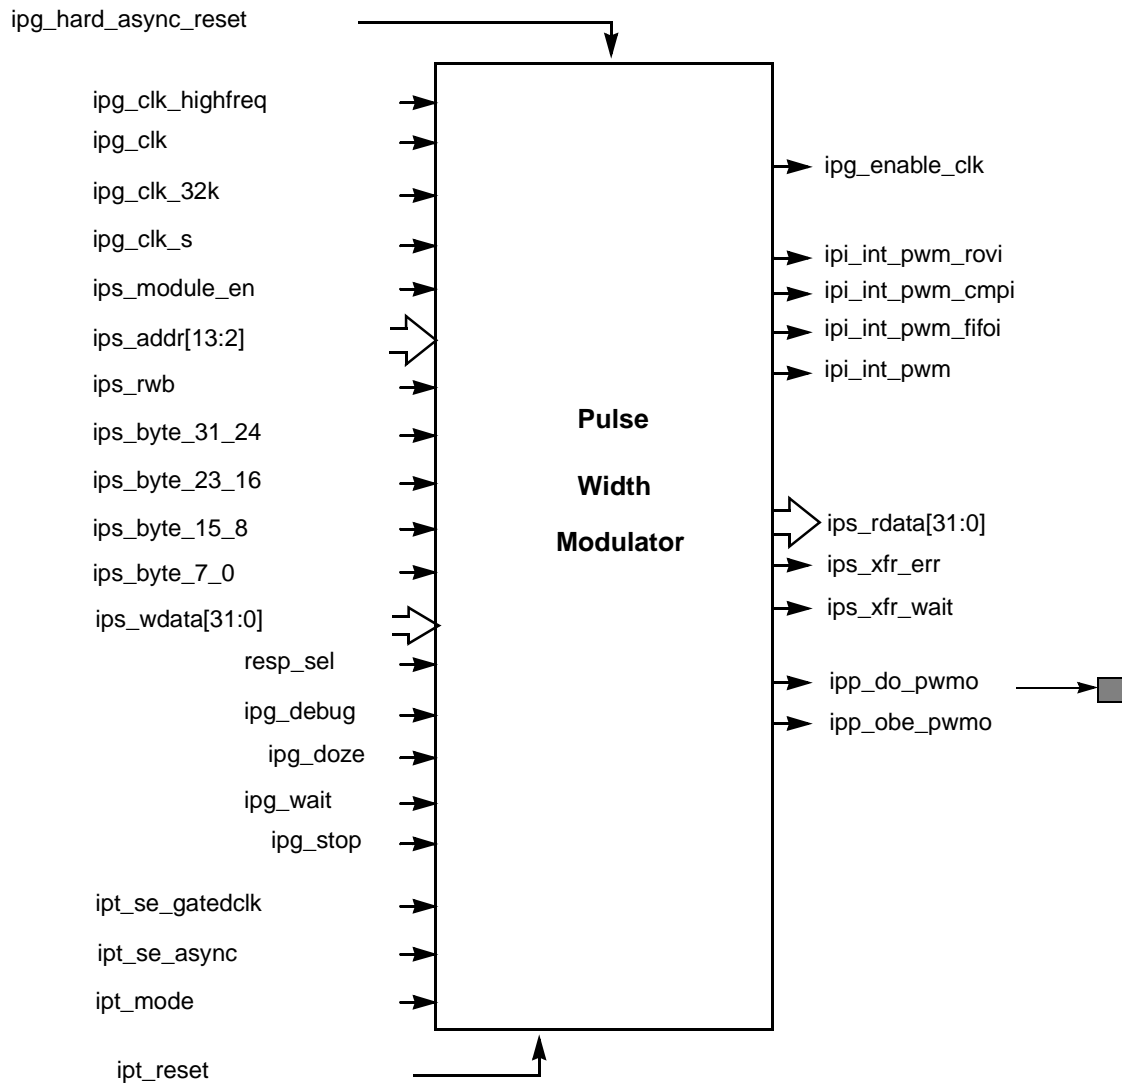 ipg_hard_async_reset
ipg_clk_highfreq
ipg_clk
ipg_clk_32k
ipg_clk_s
ips_module_en
ips_addr[13:2]
ips_rwb
ips_byte_31_24
ips_byte_23_16
ips_byte_15_8
ips_byte_7_0
ips_wdata[31:0]
resp_sel
ipg_debug
ipg_doze
ipg_wait
ipg_stop
ipt_se_gatedclk
ipt_se_async
ipt_mode
ipt_reset
Pulse
Width
Modulator
ipg_enable_clk
ipi_int_pwm_rovi
ipi_int_pwm_cmpi
ipi_int_pwm_fifoi
ipi_int_pwm
ips_rdata[31:0]
ips_xfr_err
ips_xfr_wait
ipp_do_pwmo
ipp_obe_pwmo